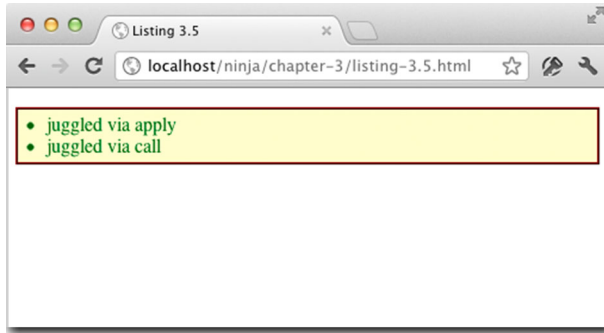 Listing 3.5
localhost/ninja/chapter-3/listing-3.5.html
• juggled via apply
• juggled via call